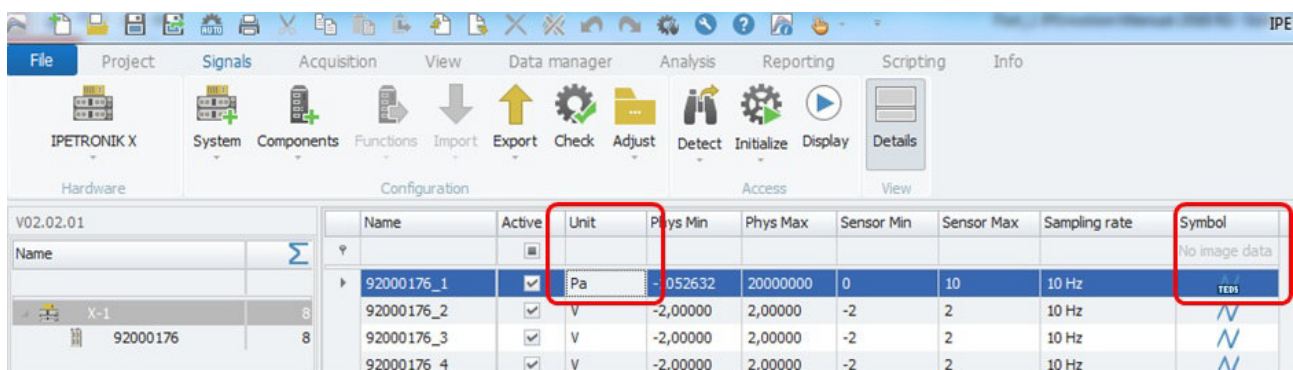 IPE
File Project Signals Acquisition View Data manager Analysis Reporting Scripting Info
IPETRONIK X System Components Functions Import Export Check Adjust Detect Initialize Display Details
Hardware Configuration Access View
V02.02.01 Name Active Unit Phys Min Phys Max Sensor Min Sensor Max Sampling rate Symbol
Name Σ No image data
92000176_1 Pa -1052632 20000000 0 10 10 Hz TEDS
X-1 8 92000176_2 V -2,00000 2,00000 -2 2 10 Hz
92000176 8 92000176_3 V -2,00000 2,00000 -2 2 10 Hz
92000176_4 V -2,00000 2,00000 -2 2 10 Hz